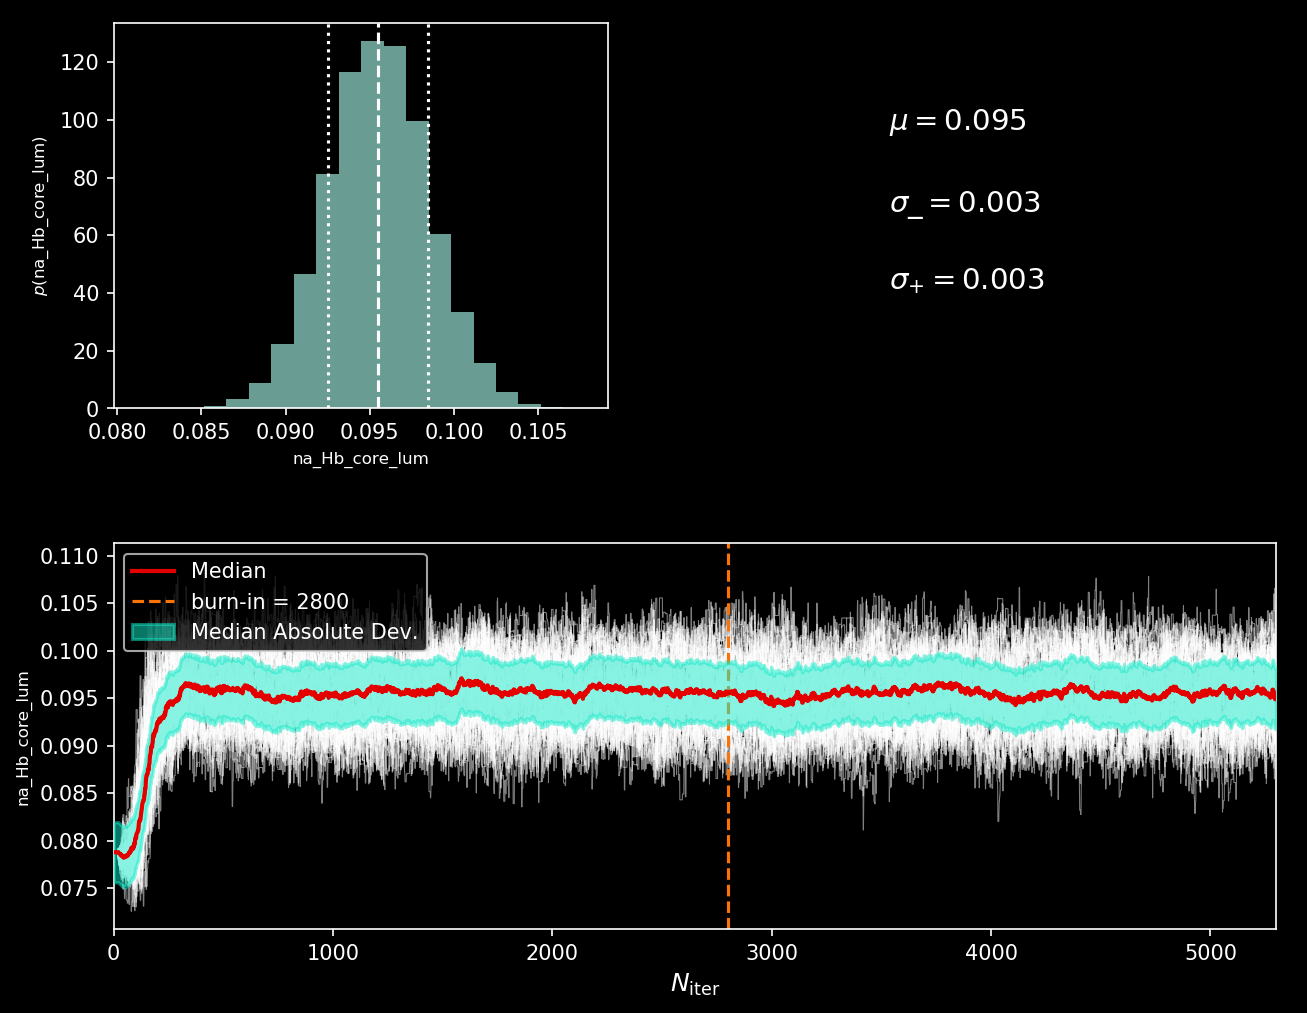 120
100
80
60
40
20
0
p(na_Hb_core_lum)
0.080 0.085 0.090 0.095 0.100 0.105
na_Hb_core_lum
μ = 0.095
σ₋ = 0.003
σ₊ = 0.003
0.110
0.105
0.100
0.095
0.090
0.085
0.080
0.075
na_Hb_core_lum
Median
burn-in = 2800
Median Absolute Dev.
0 1000 2000 3000 4000 5000
N_iter